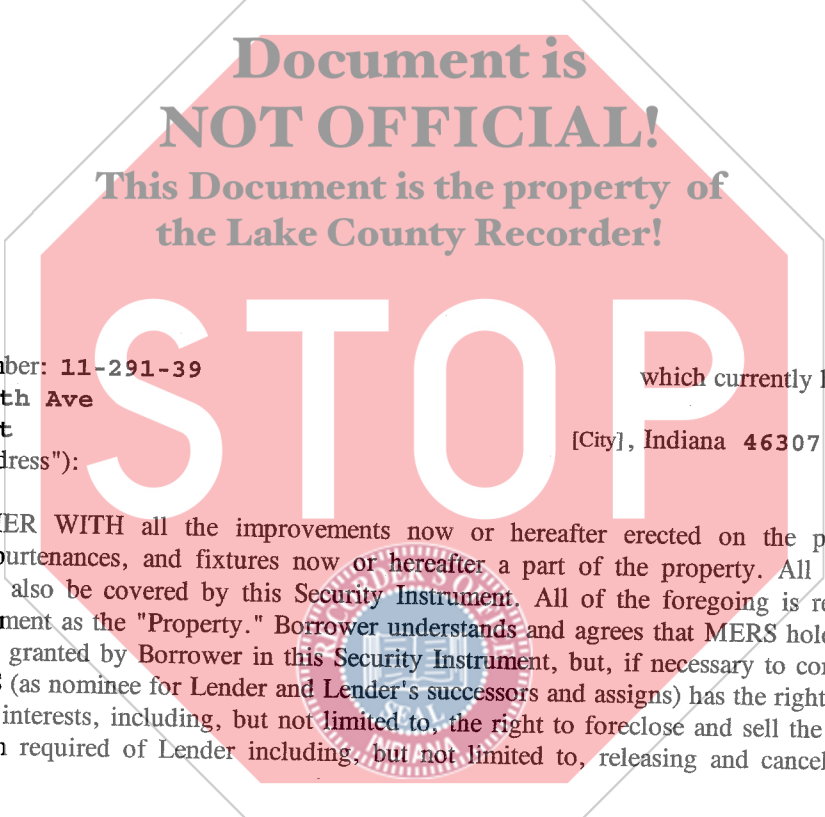 Document is
NOT OFFICIAL!
This Document is the property of
the Lake County Recorder!
STOP
ber: 11-291-39 which currently
th Ave
t [City], Indiana 46307
dress"):
ER WITH all the improvements now or hereafter erected on the p
ourtenances, and fixtures now or hereafter a part of the property. All
also be covered by this Security Instrument. All of the foregoing is re
ment as the "Property." Borrower understands and agrees that MERS hol
granted by Borrower in this Security Instrument, but, if necessary to co
(as nominee for Lender and Lender's successors and assigns) has the right
interests, including, but not limited to, the right to foreclose and sell the
required of Lender including, but not limited to, releasing and cancel
RECORDER'S OFFICE
SEAL
INDIANA